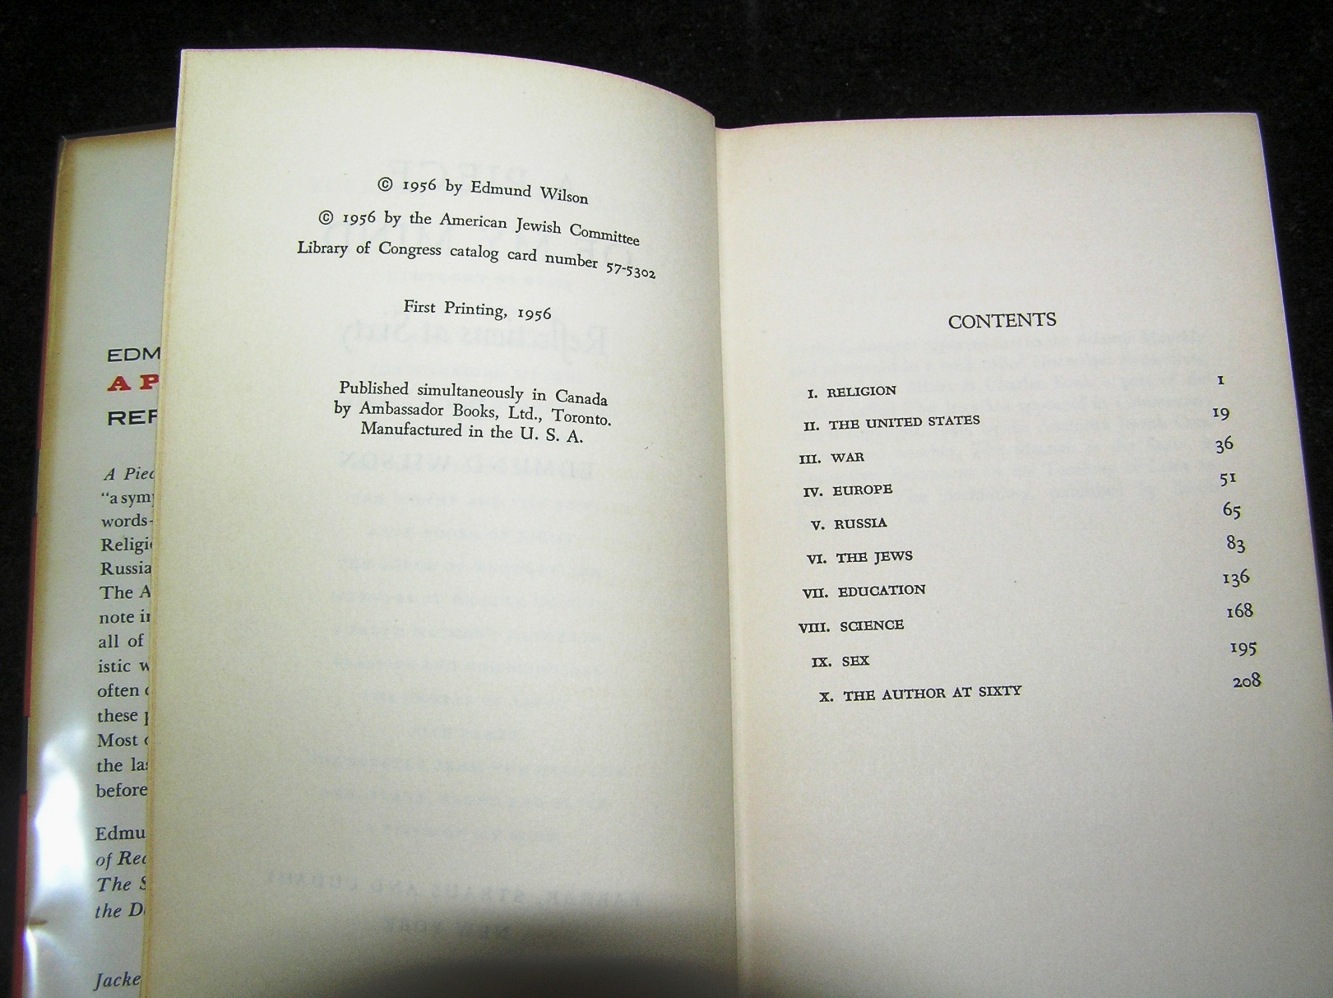 EDM
A P
REF
A Piec
"a sym
words-
Religi
Russia
The A
note in
all of
istic w
often
these p
Most
the la
before
Edmu
of Rec
The S
the D
Jacke
© 1956 by Edmund Wilson
© 1956 by the American Jewish Committee
Library of Congress catalog card number 57-5302
First Printing, 1956
Published simultaneously in Canada
by Ambassador Books, Ltd., Toronto.
Manufactured in the U. S. A.
CONTENTS
I. RELIGION 1
II. THE UNITED STATES 19
III. WAR 36
IV. EUROPE 51
V. RUSSIA 65
VI. THE JEWS 83
VII. EDUCATION 136
VIII. SCIENCE 168
IX. SEX 195
X. THE AUTHOR AT SIXTY 208